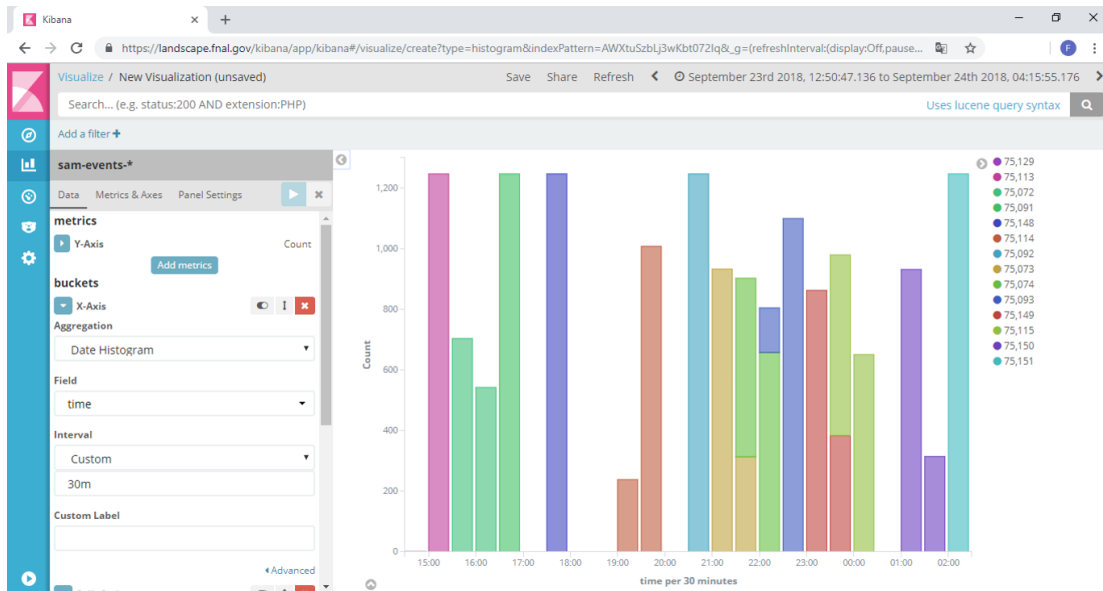 Kibana
https://landscape.fnal.gov/kibana/app/kibana#/visualize/create?type=histogram&indexPattern=AWXtuSzbLj3wKbt072Iq&_g=(refreshInterval:(display:Off,pause...
F
Visualize / New Visualization (unsaved)
Save Share Refresh September 23rd 2018, 12:50:47.136 to September 24th 2018, 04:15:55.176
Search... (e.g. status:200 AND extension:PHP)
Uses lucene query syntax
Add a filter +
sam-events-*
Data Metrics & Axes Panel Settings
metrics
Y-Axis Count
Add metrics
buckets
X-Axis
Aggregation
Date Histogram
Field
time
Interval
Custom
30m
Custom Label
Advanced
1,200
1,000
800
600
400
200
0
Count
15:00 16:00 17:00 18:00 19:00 20:00 21:00 22:00 23:00 00:00 01:00 02:00
time per 30 minutes
75,129
75,113
75,072
75,091
75,148
75,114
75,092
75,073
75,074
75,093
75,149
75,115
75,150
75,151